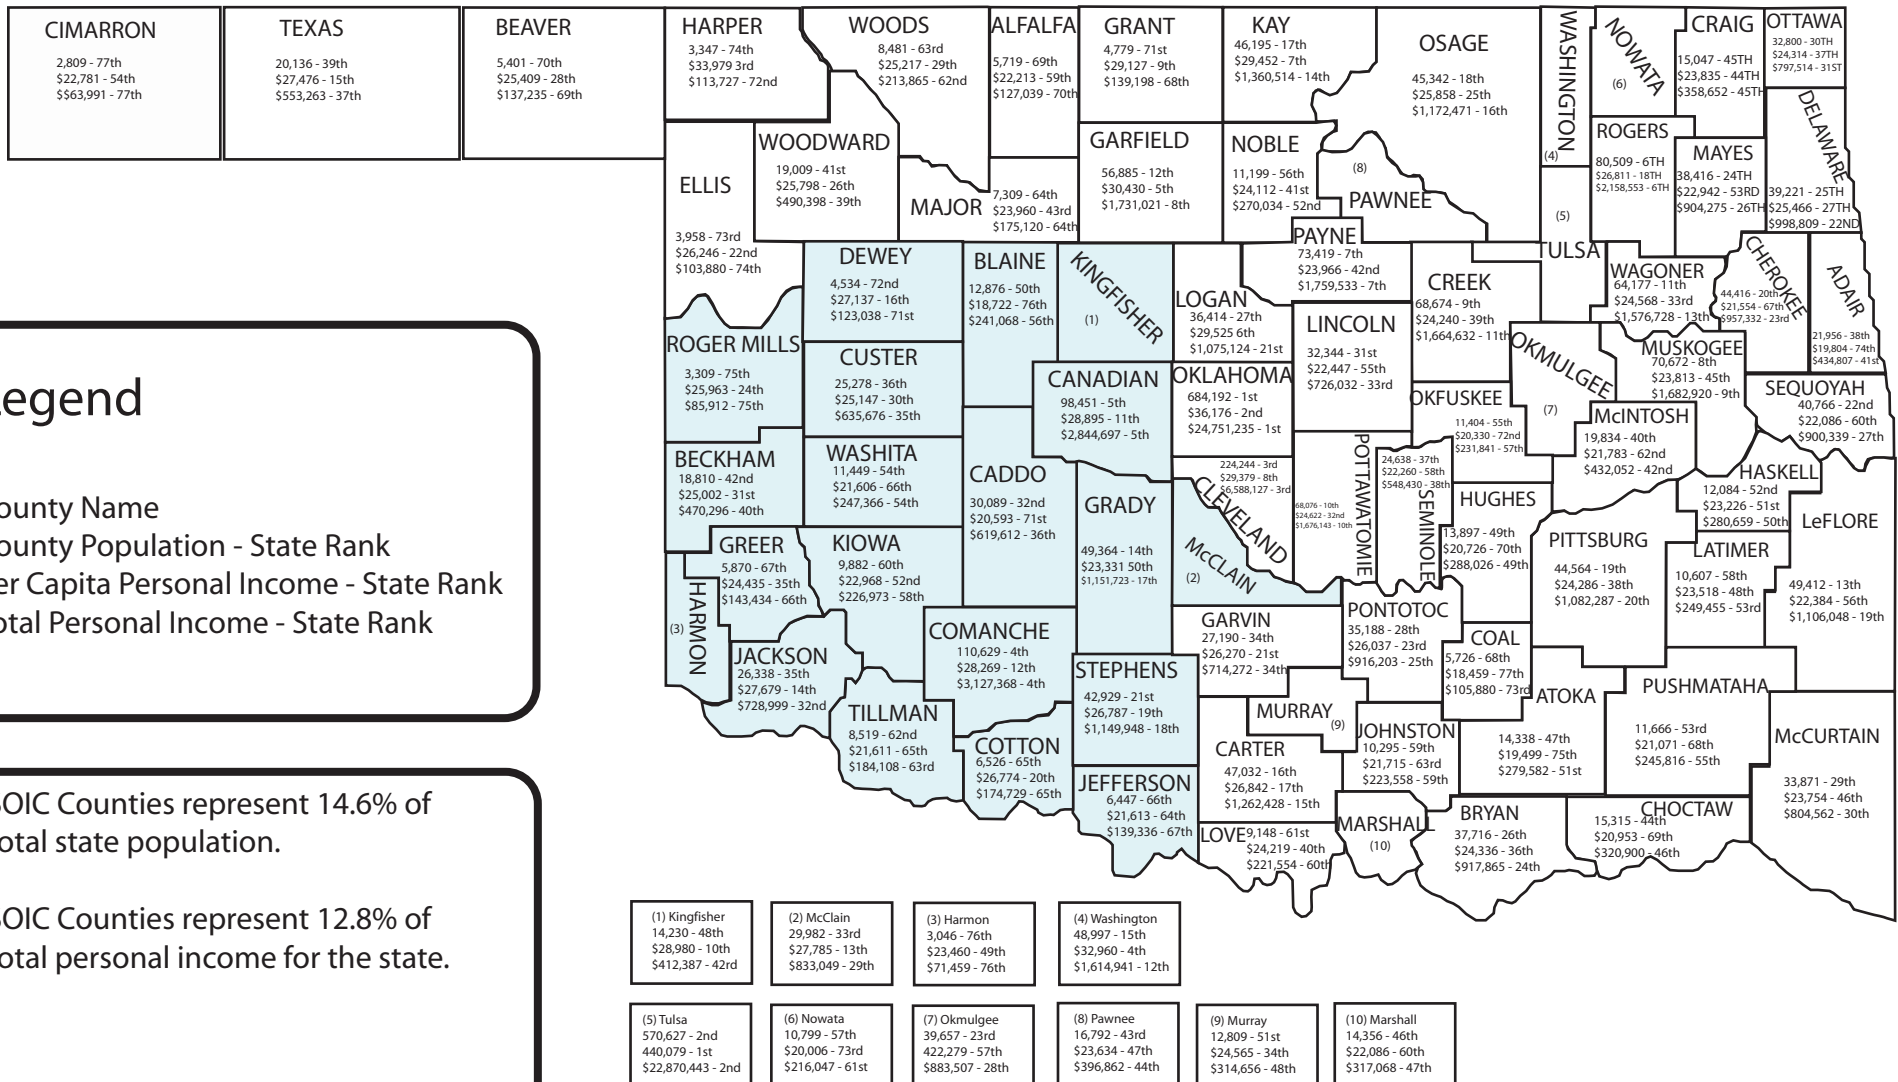 CIMARRON
2,809 - 77th
$22,781 - 54th
$$63,991 - 77th
TEXAS
20,136 - 39th
$27,476 - 15th
$553,263 - 37th
BEAVER
5,401 - 70th
$25,409 - 28th
$137,235 - 69th
HARPER
3,347 - 74th
$33,979 3rd
$113,727 - 72nd
WOODS
8,481 - 63rd
$25,217 - 29th
$213,865 - 62nd
ALFALFA
5,719 - 69th
$22,213 - 59th
$127,039 - 70th
GRANT
4,779 - 71st
$29,127 - 9th
$139,198 - 68th
KAY
46,195 - 17th
$29,452 - 7th
$1,360,514 - 14th
OSAGE
45,342 - 18th
$25,858 - 25th
$1,172,471 - 16th
WASHINGTON
(4)
NOWATA
(6)
CRAIG
15,047 - 45TH
$23,835 - 44TH
$358,652 - 45TH
OTTAWA
32,800 - 30TH
$24,314 - 37TH
$797,514 - 31ST
DELAWARE
39,221 - 25TH
$25,466 - 27TH
$998,809 - 22ND
ROGERS
80,509 - 6TH
$26,811 - 18TH
$2,158,553 - 6TH
MAYES
38,416 - 24TH
$22,942 - 53RD
$904,275 - 26TH
ELLIS
3,958 - 73rd
$26,246 - 22nd
$103,880 - 74th
WOODWARD
19,009 - 41st
$25,798 - 26th
$490,398 - 39th
MAJOR
7,309 - 64th
$23,960 - 43rd
$175,120 - 64th
GARFIELD
56,885 - 12th
$30,430 - 5th
$1,731,021 - 8th
NOBLE
11,199 - 56th
$24,112 - 41st
$270,034 - 52nd
(8)
PAWNEE
PAYNE
73,419 - 7th
$23,966 - 42nd
$1,759,533 - 7th
(5)
TULSA
CREEK
68,674 - 9th
$24,240 - 39th
$1,664,632 - 11th
WAGONER
64,177 - 11th
$24,568 - 33rd
$1,576,728 - 13th
CHEROKEE
44,416 - 20th
$21,554 - 67th
$957,332 - 23rd
ADAIR
21,956 - 38th
$19,804 - 74th
$434,807 - 41st
DEWEY
4,534 - 72nd
$27,137 - 16th
$123,038 - 71st
BLAINE
12,876 - 50th
$18,722 - 76th
$241,068 - 56th
KINGFISHER
(1)
LOGAN
36,414 - 27th
$29,525 6th
$1,075,124 - 21st
LINCOLN
32,344 - 31st
$22,447 - 55th
$726,032 - 33rd
OKMULGEE
(7)
MUSKOGEE
70,672 - 8th
$23,813 - 45th
$1,682,920 - 9th
SEQUOYAH
40,766 - 22nd
$22,086 - 60th
$900,339 - 27th
ROGER MILLS
3,309 - 75th
$25,963 - 24th
$85,912 - 75th
CUSTER
25,278 - 36th
$25,147 - 30th
$635,676 - 35th
CANADIAN
98,451 - 5th
$28,895 - 11th
$2,844,697 - 5th
OKLAHOMA
684,192 - 1st
$36,176 - 2nd
$24,751,235 - 1st
OKFUSKEE
11,404 - 55th
$20,330 - 72nd
$231,841 - 57th
McINTOSH
19,834 - 40th
$21,783 - 62nd
$432,052 - 42nd
HASKELL
12,084 - 52nd
$23,226 - 51st
$280,659 - 50th
LeFLORE
49,412 - 13th
$22,384 - 56th
$1,106,048 - 19th
Legend
County Name
County Population - State Rank
Per Capita Personal Income - State Rank
Total Personal Income - State Rank
BECKHAM
18,810 - 42nd
$25,002 - 31st
$470,296 - 40th
WASHITA
11,449 - 54th
$21,606 - 66th
$247,366 - 54th
CADDO
30,089 - 32nd
$20,593 - 71st
$619,612 - 36th
GRADY
49,364 - 14th
$23,331 50th
$1,151,723 - 17th
CLEVELAND
224,244 - 3rd
$29,379 - 8th
$6,588,127 - 3rd
McCLAIN
(2)
POTTAWATOMIE
68,076 - 10th
$24,622 - 32nd
$1,676,143 - 10th
SEMINOLE
24,638 - 37th
$22,260 - 58th
$548,430 - 38th
HUGHES
13,897 - 49th
$20,726 - 70th
$288,026 - 49th
PITTSBURG
44,564 - 19th
$24,286 - 38th
$1,082,287 - 20th
LATIMER
10,607 - 58th
$23,518 - 48th
$249,455 - 53rd
GREER
5,870 - 67th
$24,435 - 35th
$143,434 - 66th
KIOWA
9,882 - 60th
$22,968 - 52nd
$226,973 - 58th
HARMON
(3)
JACKSON
26,338 - 35th
$27,679 - 14th
$728,999 - 32nd
COMANCHE
110,629 - 4th
$28,269 - 12th
$3,127,368 - 4th
STEPHENS
42,929 - 21st
$26,787 - 19th
$1,149,948 - 18th
GARVIN
27,190 - 34th
$26,270 - 21st
$714,272 - 34th
PONTOTOC
35,188 - 28th
$26,037 - 23rd
$916,203 - 25th
COAL
5,726 - 68th
$18,459 - 77th
$105,880 - 73rd
ATOKA
14,338 - 47th
$19,499 - 75th
$279,582 - 51st
PUSHMATAHA
11,666 - 53rd
$21,071 - 68th
$245,816 - 55th
McCURTAIN
33,871 - 29th
$23,754 - 46th
$804,562 - 30th
TILLMAN
8,519 - 62nd
$21,611 - 65th
$184,108 - 63rd
COTTON
6,526 - 65th
$26,774 - 20th
$174,729 - 65th
JEFFERSON
6,447 - 66th
$21,613 - 64th
$139,336 - 67th
MURRAY
(9)
CARTER
47,032 - 16th
$26,842 - 17th
$1,262,428 - 15th
JOHNSTON
10,295 - 59th
$21,715 - 63rd
$223,558 - 59th
LOVE
9,148 - 61st
$24,219 - 40th
$221,554 - 60th
MARSHALL
(10)
BRYAN
37,716 - 26th
$24,336 - 36th
$917,865 - 24th
CHOCTAW
15,315 - 44th
$20,953 - 69th
$320,900 - 46th
SOIC Counties represent 14.6% of
total state population.
SOIC Counties represent 12.8% of
total personal income for the state.
(1) Kingfisher
14,230 - 48th
$28,980 - 10th
$412,387 - 42rd
(2) McClain
29,982 - 33rd
$27,785 - 13th
$833,049 - 29th
(3) Harmon
3,046 - 76th
$23,460 - 49th
$71,459 - 76th
(4) Washington
48,997 - 15th
$32,960 - 4th
$1,614,941 - 12th
(5) Tulsa
570,627 - 2nd
440,079 - 1st
$22,870,443 - 2nd
(6) Nowata
10,799 - 57th
$20,006 - 73rd
$216,047 - 61st
(7) Okmulgee
39,657 - 23rd
422,279 - 57th
$883,507 - 28th
(8) Pawnee
16,792 - 43rd
$23,634 - 47th
$396,862 - 44th
(9) Murray
12,809 - 51st
$24,565 - 34th
$314,656 - 48th
(10) Marshall
14,356 - 46th
$22,086 - 60th
$317,068 - 47th